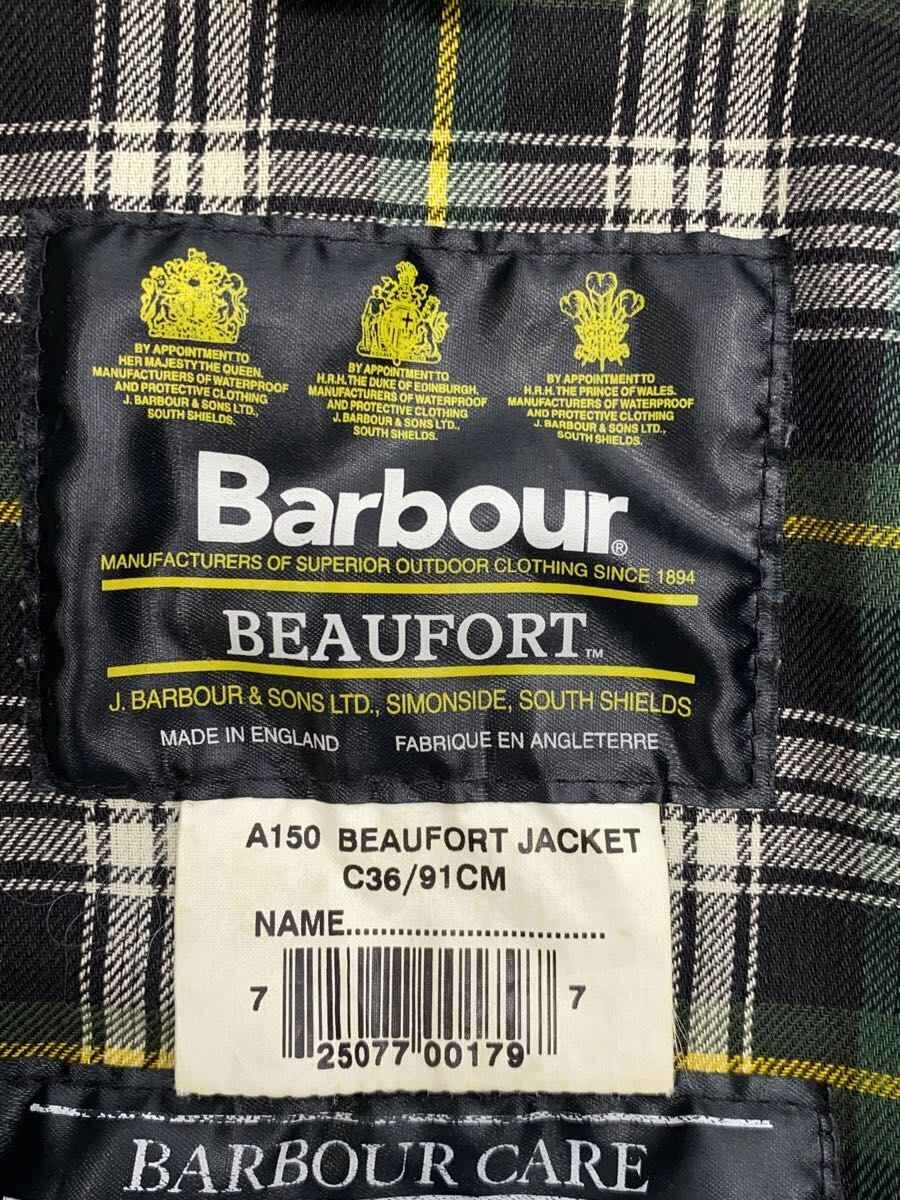 BY APPOINTMENT TO
HER MAJESTY THE QUEEN.
MANUFACTURERS OF WATERPROOF
AND PROTECTIVE CLOTHING
J. BARBOUR & SONS LTD.,
SOUTH SHIELDS.
BY APPOINTMENT TO
H.R.H. THE DUKE OF EDINBURGH.
MANUFACTURERS OF WATERPROOF
AND PROTECTIVE CLOTHING
J. BARBOUR & SONS LTD.,
SOUTH SHIELDS.
BY APPOINTMENT TO
H.R.H. THE PRINCE OF WALES.
MANUFACTURERS OF WATERPROOF
AND PROTECTIVE CLOTHING
J. BARBOUR & SONS LTD.,
SOUTH SHIELDS.
Barbour®
MANUFACTURERS OF SUPERIOR OUTDOOR CLOTHING SINCE 1894
BEAUFORT™
J. BARBOUR & SONS LTD., SIMONSIDE, SOUTH SHIELDS
MADE IN ENGLAND FABRIQUE EN ANGLETERRE
A150 BEAUFORT JACKET
C36/91CM
NAME...............................
7 25077 00179 7
BARBOUR CARE